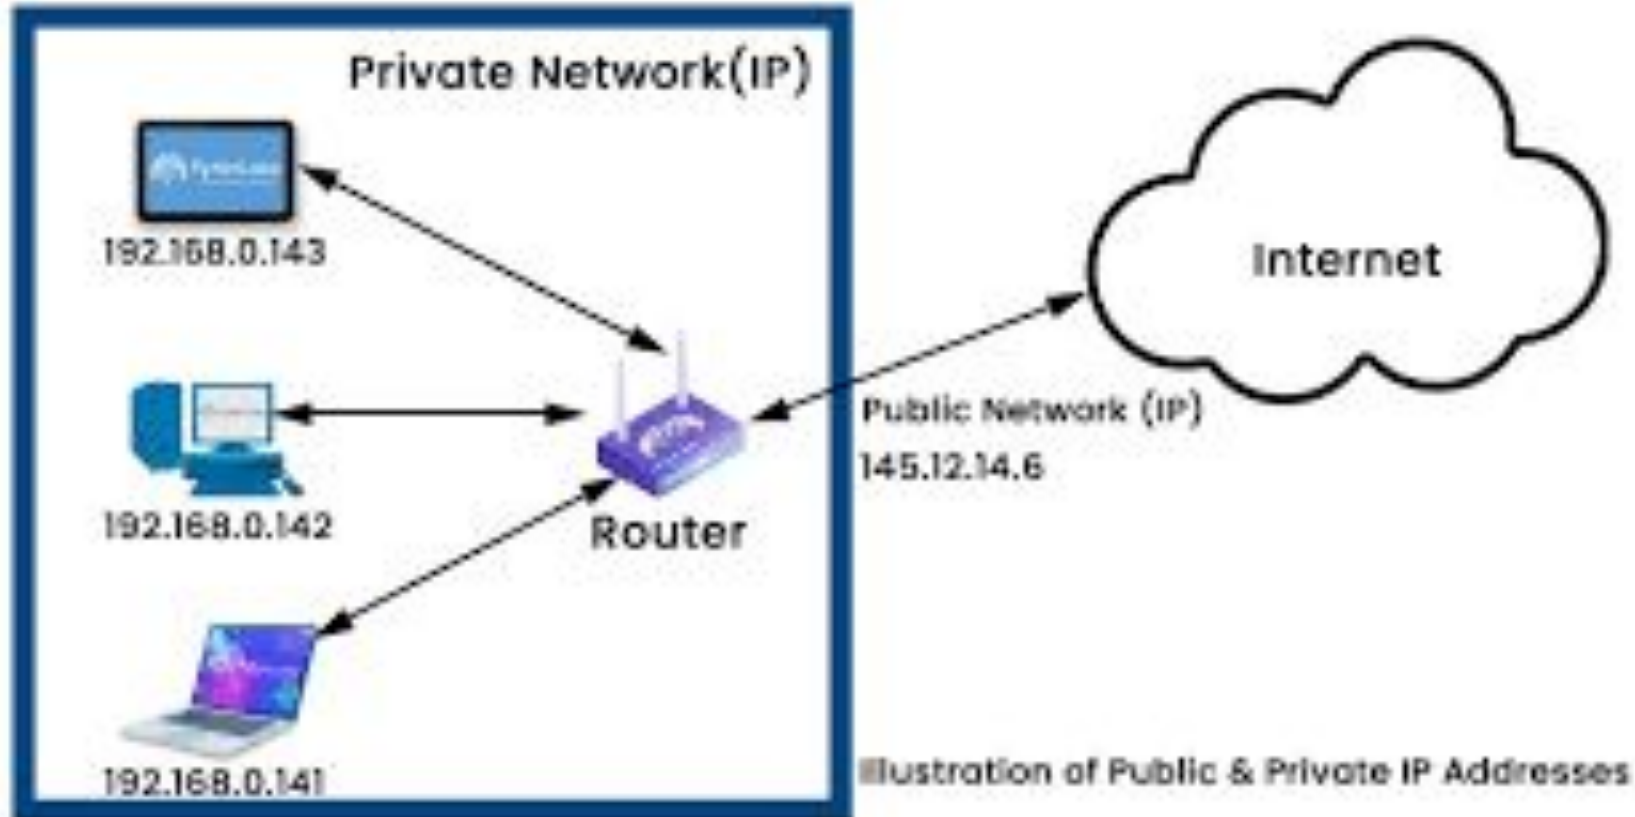 Private Network(IP)
192.168.0.143
Internet
Public Network (IP)
192.168.0.142
145.12.14.6
Router
192.168.0.141
Illustration of Public & Private IP Addresses